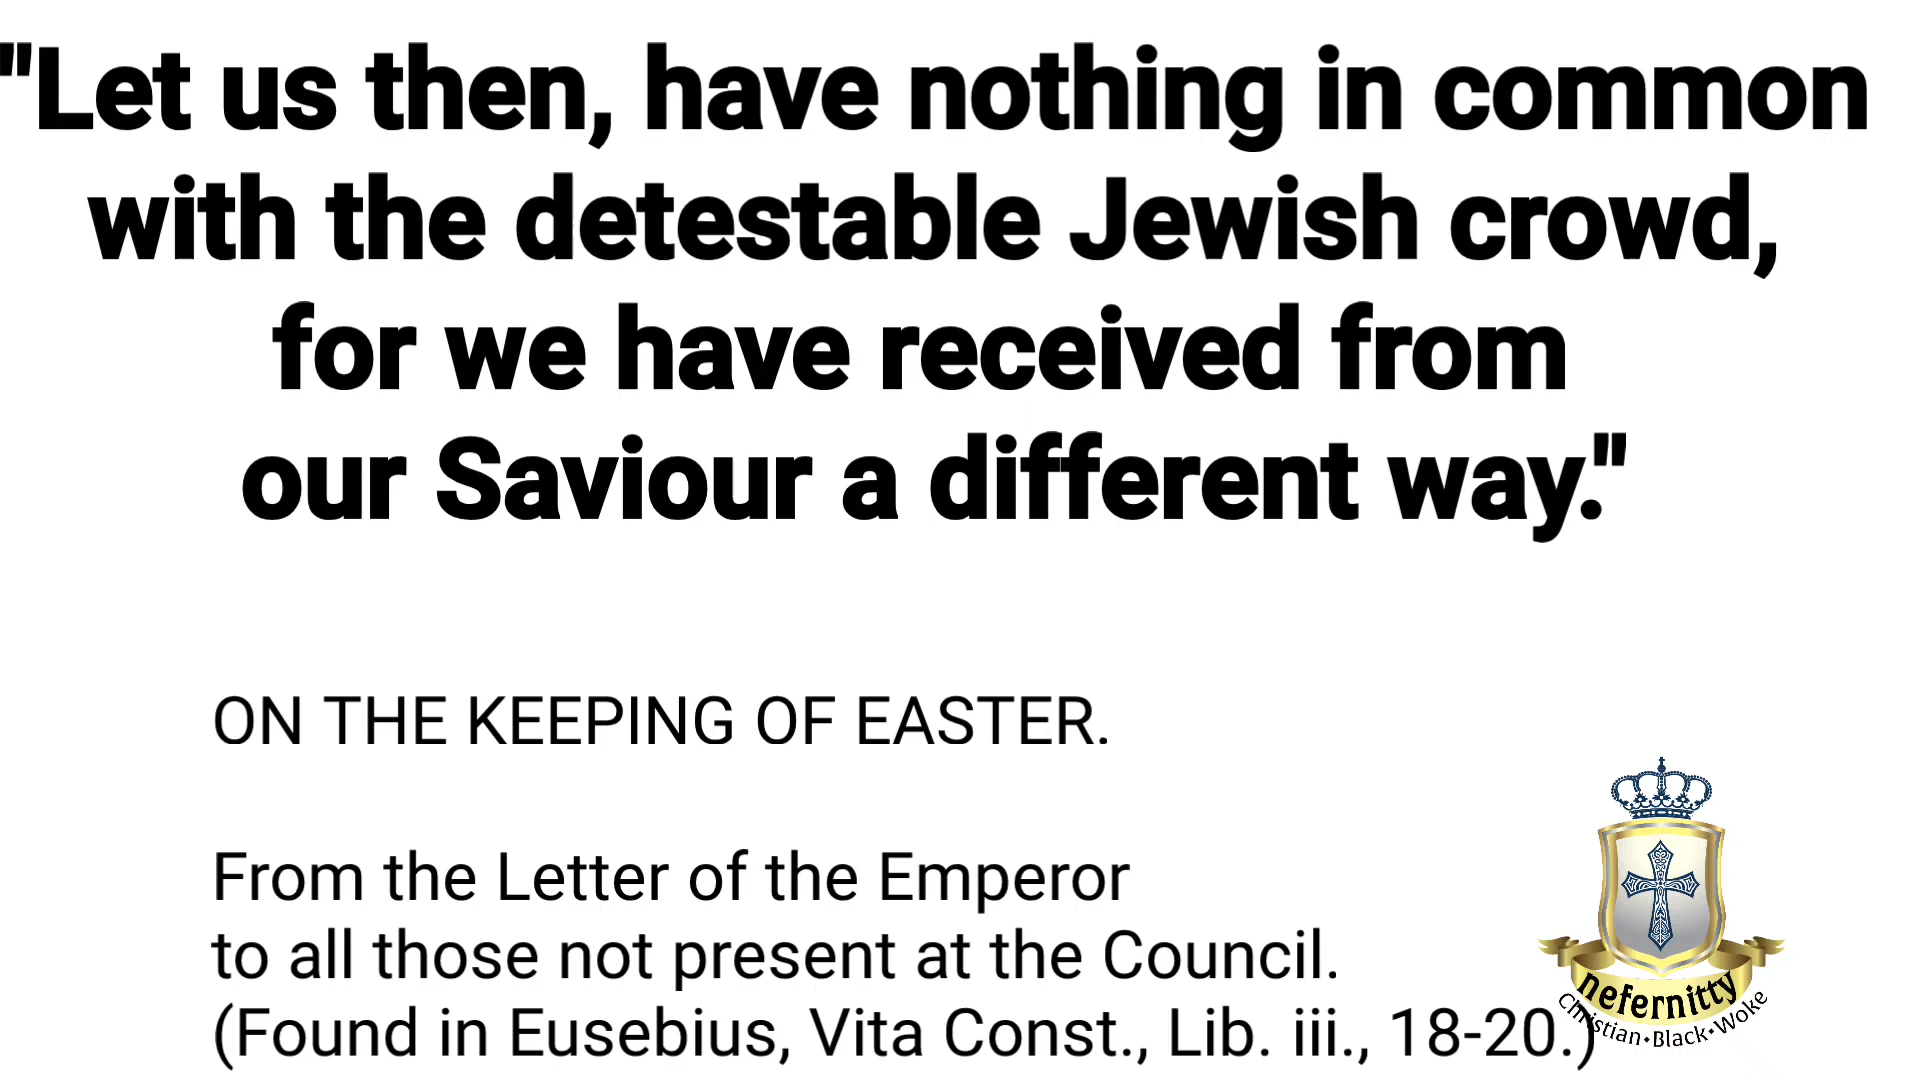 "Let us then, have nothing in common
with the detestable Jewish crowd,
for we have received from
our Saviour a different way."
ON THE KEEPING OF EASTER.
From the Letter of the Emperor
to all those not present at the Council.
(Found in Eusebius, Vita Const., Lib. iii., 18-20.)
nefernitty
Christian•Black•Woke